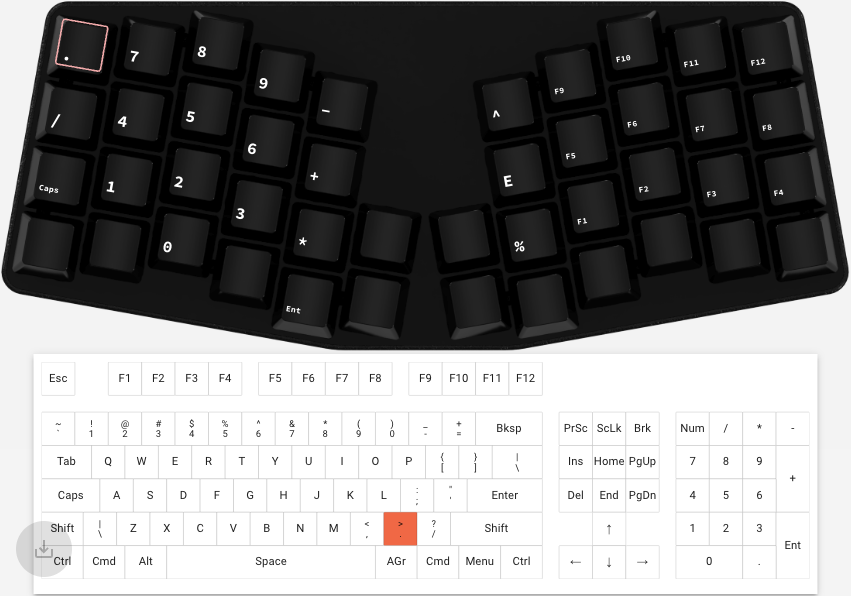 . 7 8 9 _ ^ F9 F10 F11 F12
/ 4 5 6 + E F5 F6 F7 F8
Caps 1 2 3 * % F1 F2 F3 F4
0 Ent
Esc F1 F2 F3 F4 F5 F6 F7 F8 F9 F10 F11 F12
~ ! @ # $ % ^ & * ( ) _ +
` 1 2 3 4 5 6 7 8 9 0 - = Bksp PrSc ScLk Brk Num / * -
Tab Q W E R T Y U I O P { } |
[ ] \ Ins Home PgUp 7 8 9 +
Caps A S D F G H J K L : " Enter Del End PgDn 4 5 6
; '
Shift | Z X C V B N M < > ? Shift ↑ 1 2 3 Ent
\ , . /
Ctrl Cmd Alt Space AGr Cmd Menu Ctrl ← ↓ → 0 .